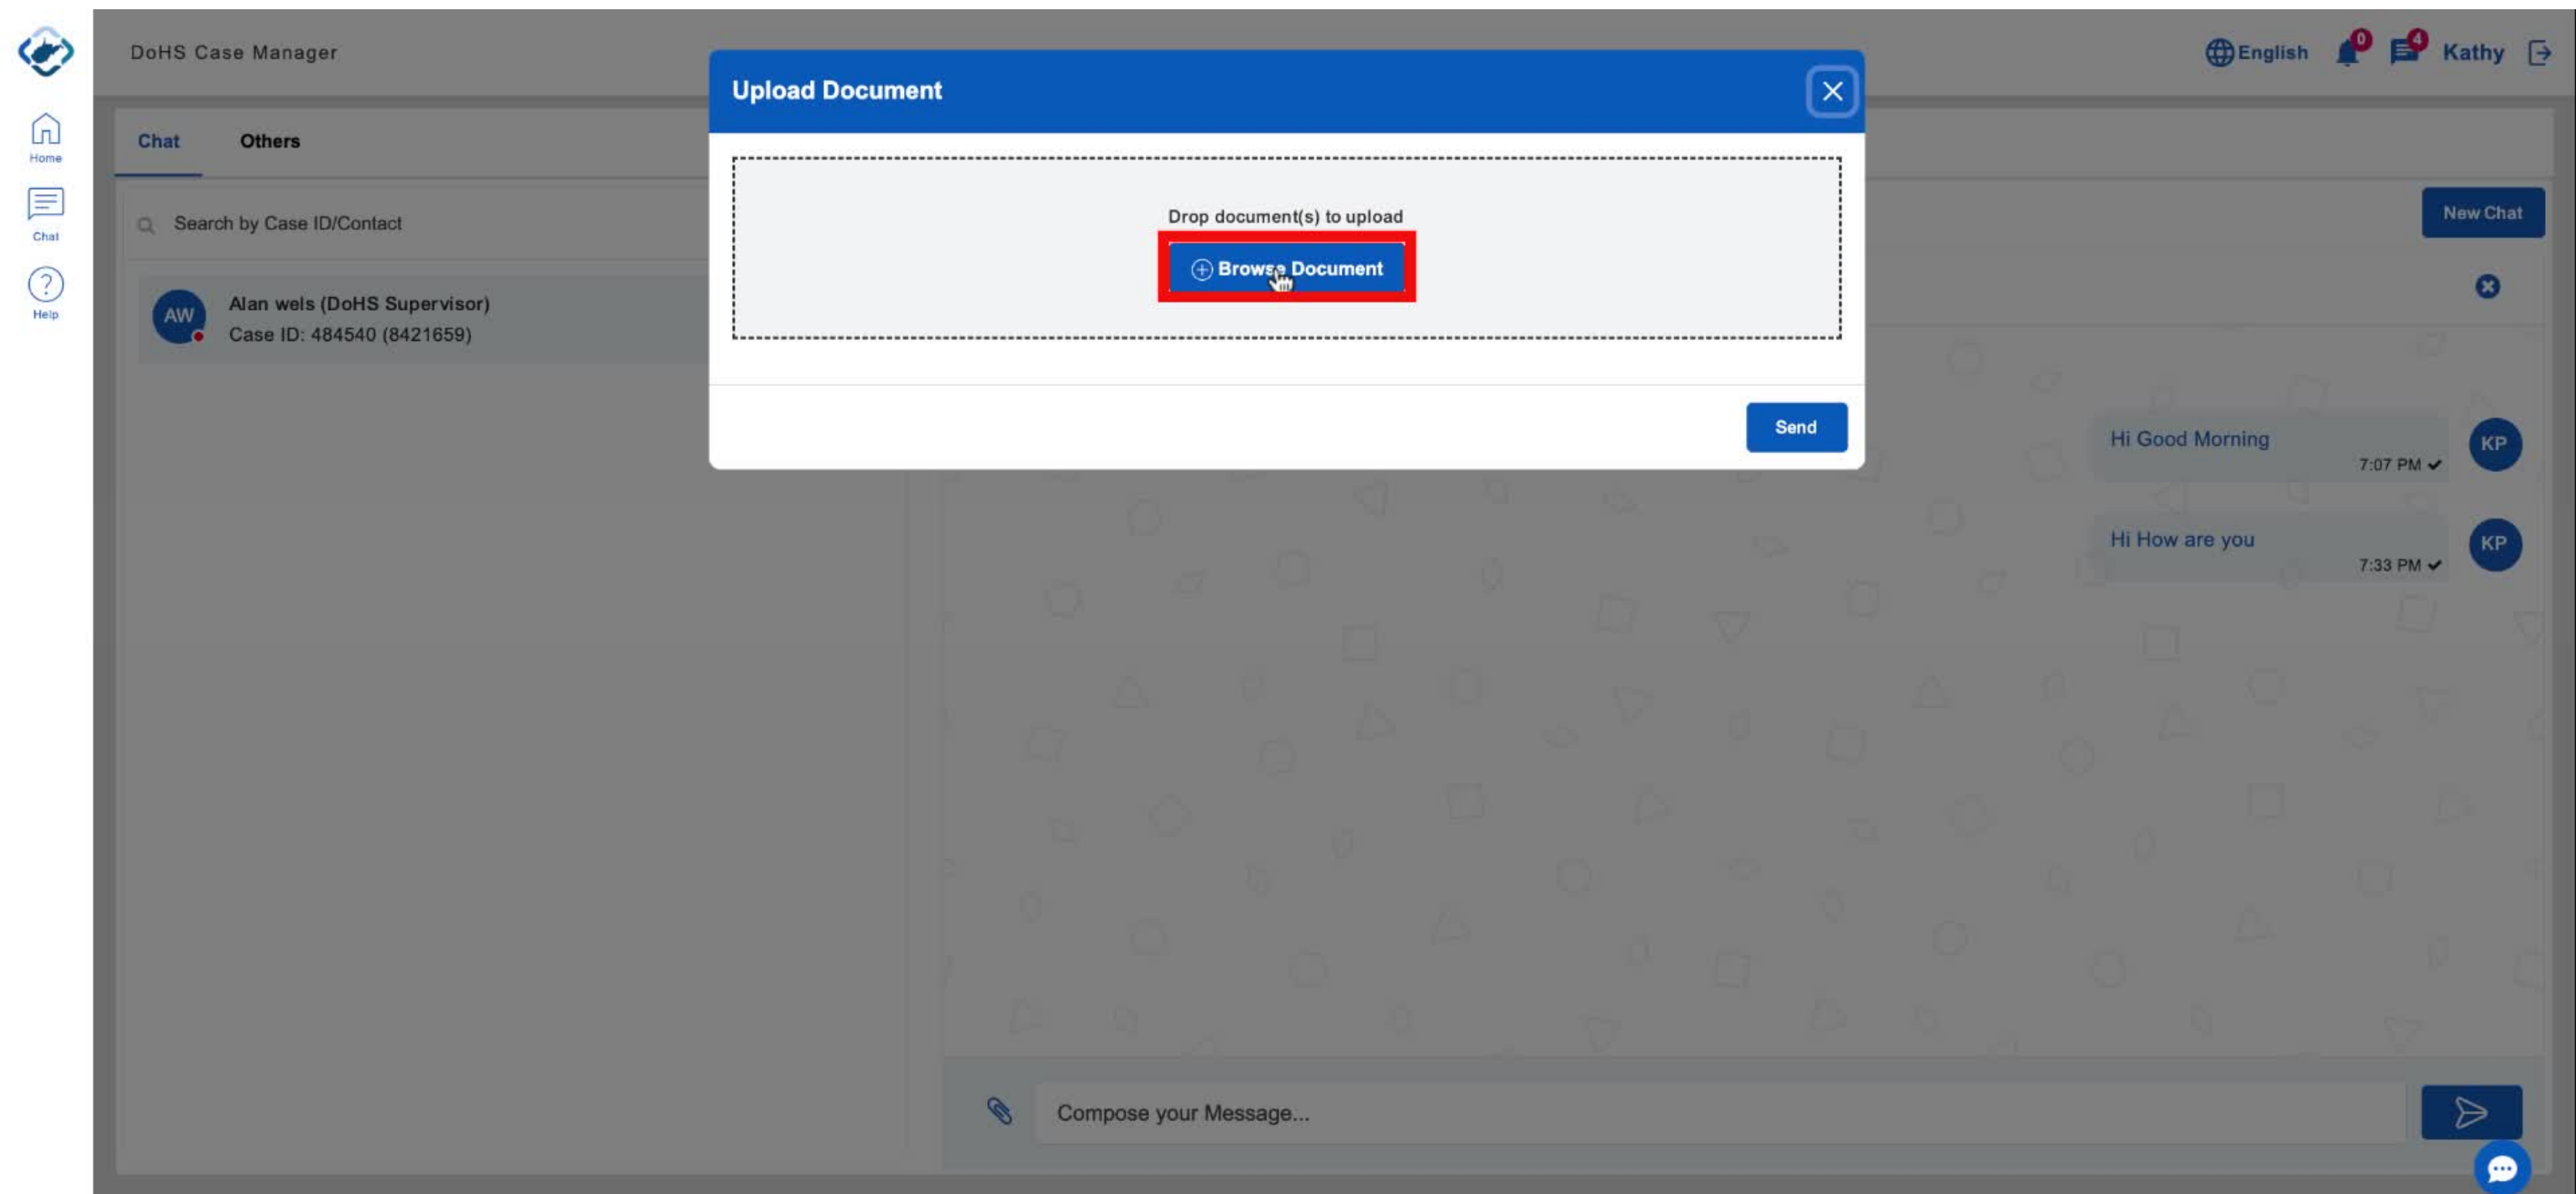 DoHS Case Manager
English
0
4
Kathy
Home
Chat
Help
Chat
Others
Search by Case ID/Contact
AW
Alan wels (DoHS Supervisor)
Case ID: 484540 (8421659)
Upload Document
Drop document(s) to upload
Browse Document
Send
New Chat
Hi Good Morning
7:07 PM
KP
Hi How are you
7:33 PM
KP
Compose your Message...